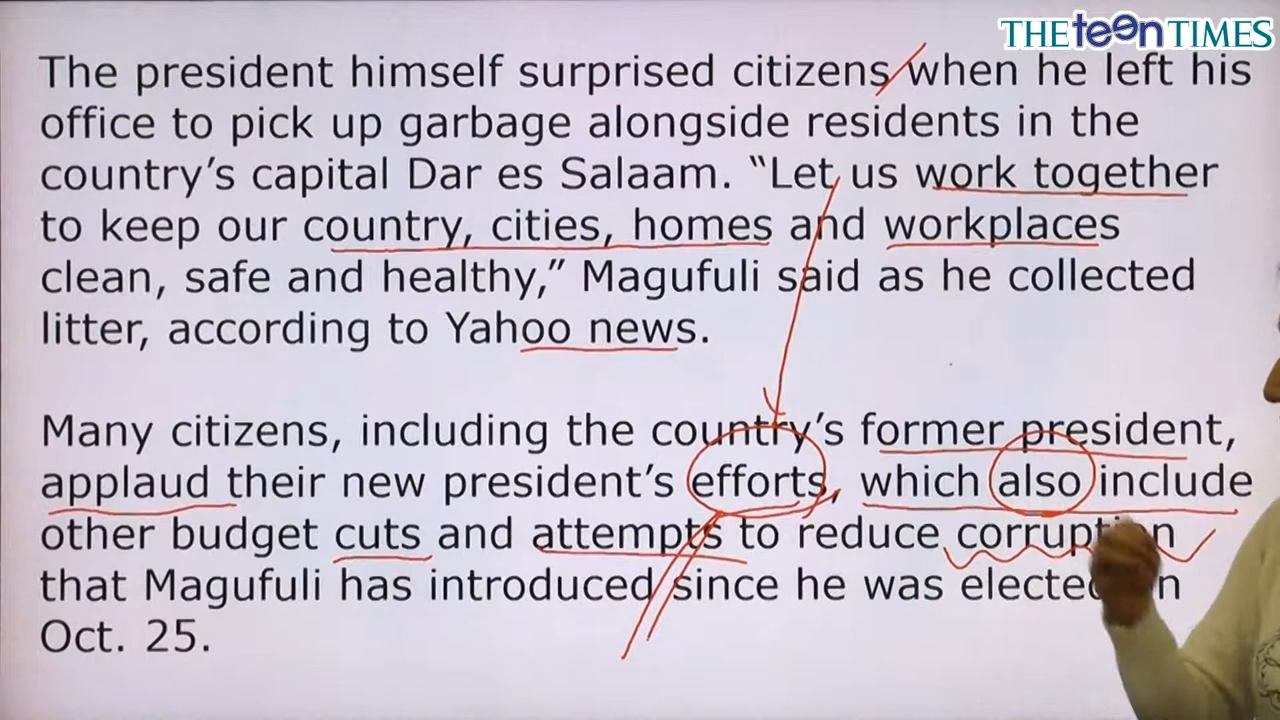 THE teen TIMES
The president himself surprised citizens when he left his
office to pick up garbage alongside residents in the
country's capital Dar es Salaam. “Let us work together
to keep our country, cities, homes and workplaces
clean, safe and healthy,” Magufuli said as he collected
litter, according to Yahoo news.
Many citizens, including the country's former president,
applaud their new president's efforts, which also include
other budget cuts and attempts to reduce corruption
that Magufuli has introduced since he was elected
Oct. 25.